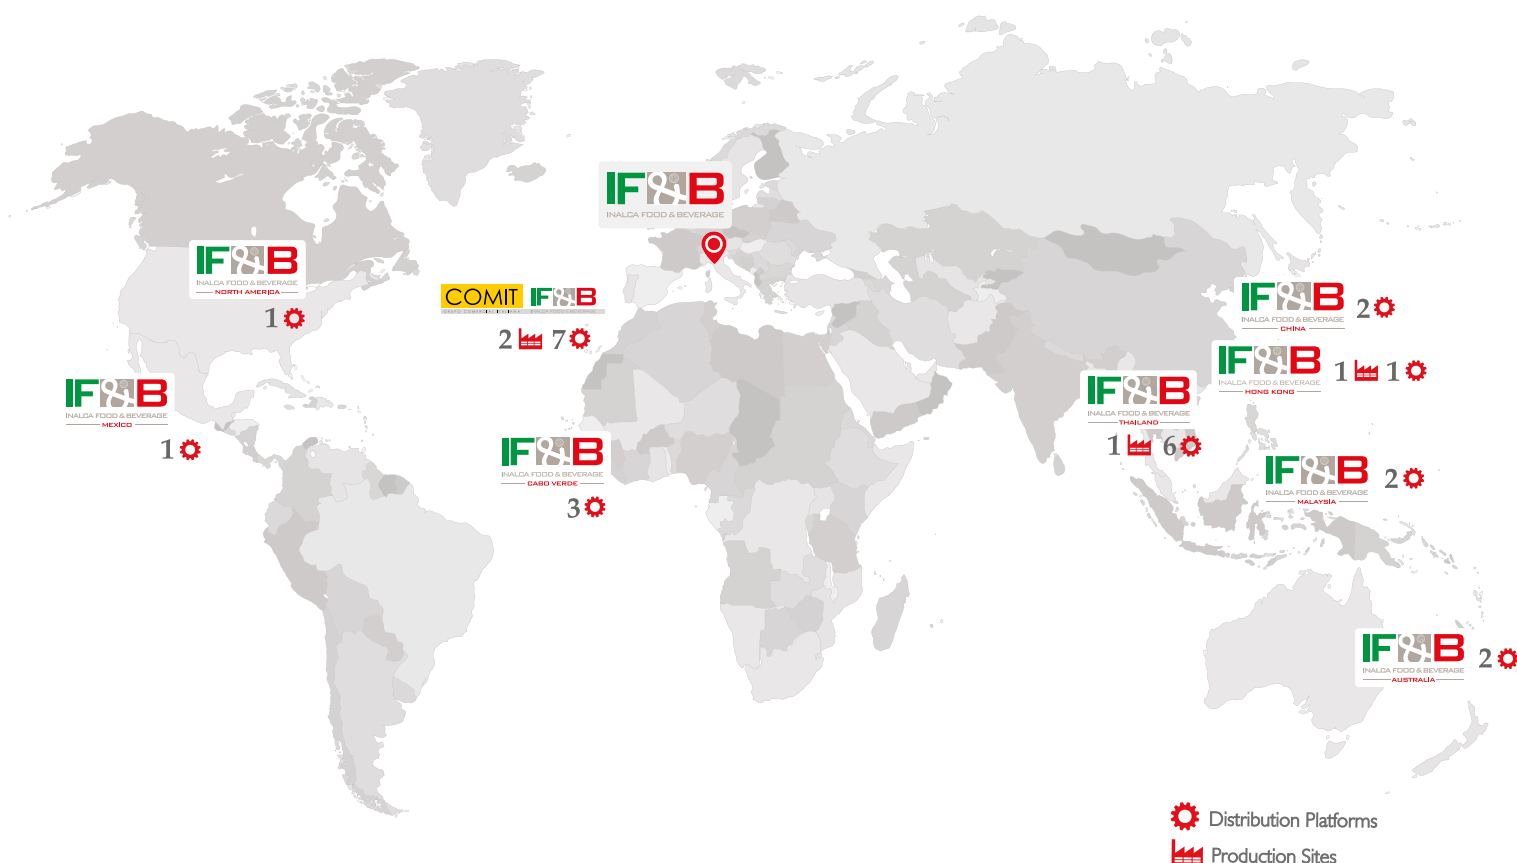 IF&B
INALCA FOOD & BEVERAGE
IF&B
INALCA FOOD & BEVERAGE
NORTH AMERICA
1
COMIT IF&B
INALCA FOOD & BEVERAGE
2 7
IF&B
INALCA FOOD & BEVERAGE
CHINA
2
IF&B
INALCA FOOD & BEVERAGE
HONG KONG
1 1
IF&B
INALCA FOOD & BEVERAGE
MEXICO
1
IF&B
INALCA FOOD & BEVERAGE
THAILAND
1 6
IF&B
INALCA FOOD & BEVERAGE
CABO VERDE
3
IF&B
INALCA FOOD & BEVERAGE
MALAYSIA
2
IF&B
INALCA FOOD & BEVERAGE
AUSTRALIA
2
Distribution Platforms
Production Sites